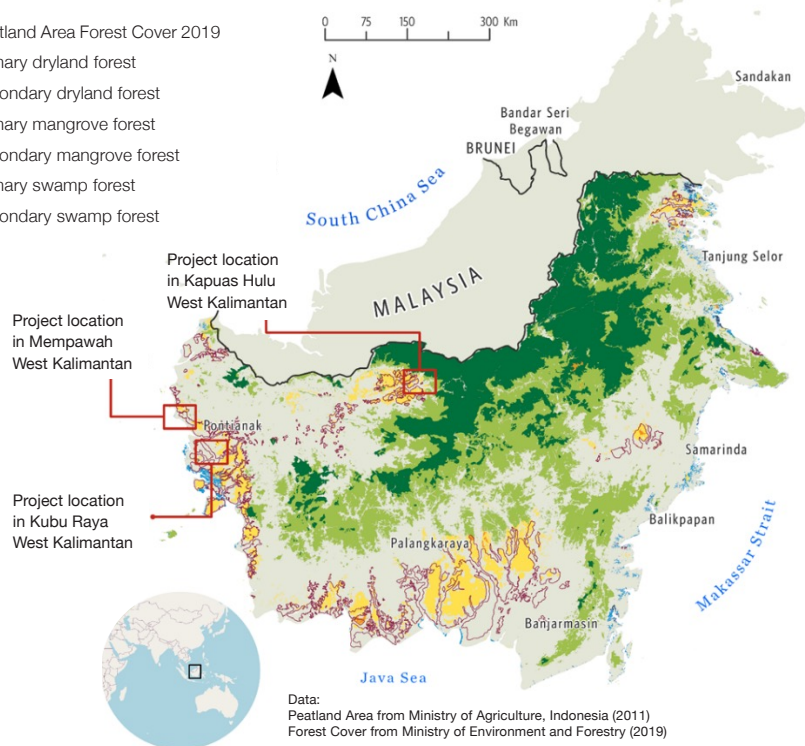 0 75 150 300 Km
tland Area Forest Cover 2019
nary dryland forest
ondary dryland forest
nary mangrove forest
ondary mangrove forest
nary swamp forest
ondary swamp forest
N
Sandakan
Bandar Seri
Begawan
BRUNEI
South China Sea
Tanjung Selor
Project location
in Kapuas Hulu
West Kalimantan
MALAYSIA
Project location
in Mempawah
West Kalimantan
Pontianak
Samarinda
Project location
in Kubu Raya
West Kalimantan
Balikpapan
Palangkaraya
Makassar Strait
Banjarmasin
Java Sea
Data:
Peatland Area from Ministry of Agriculture, Indonesia (2011)
Forest Cover from Ministry of Environment and Forestry (2019)